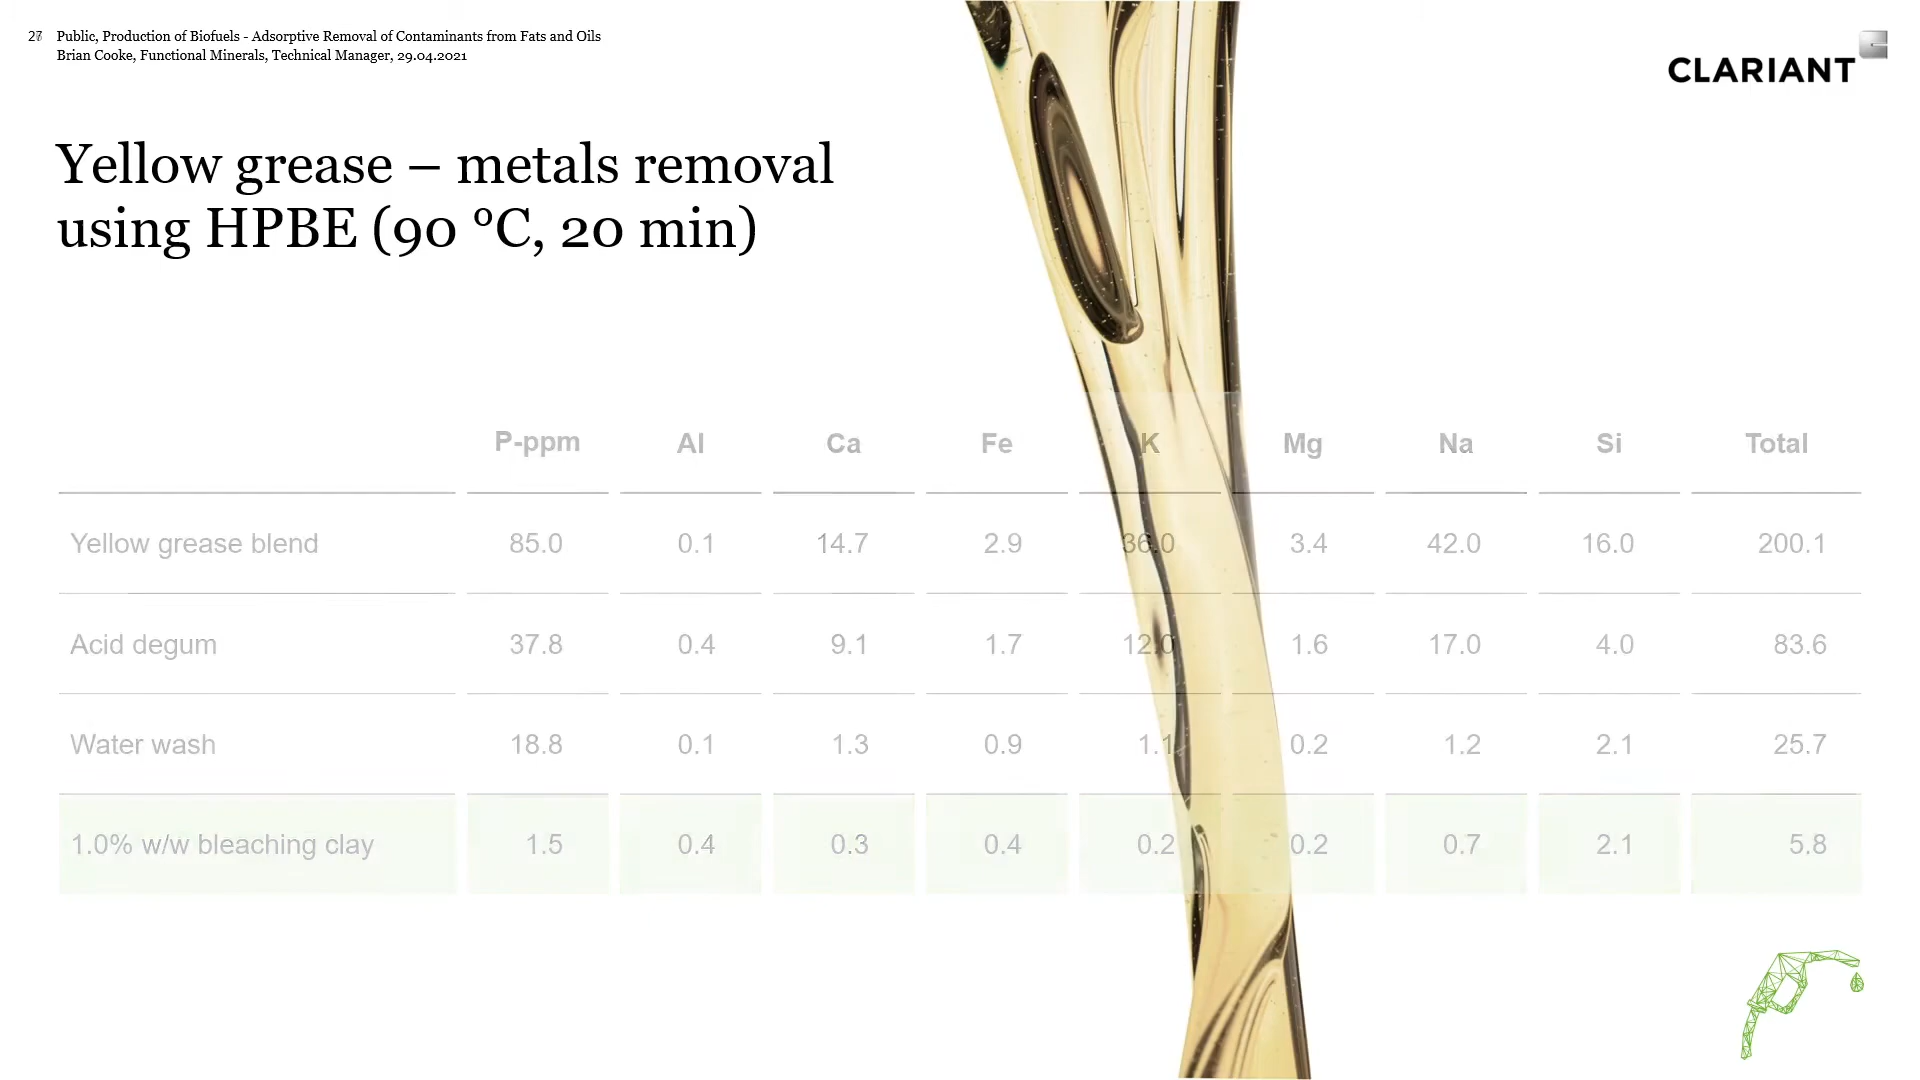 Public, Production of Biofuels - Adsorptive Removal of Contaminants from Fats and Oils
Brian Cooke, Functional Minerals, Technical Manager, 29.04.2021
CLARIANT
Yellow grease – metals removal
using HPBE (90 °C, 20 min)
P-ppm Al Ca Fe K Mg Na Si Total
Yellow grease blend 85.0 0.1 14.7 2.9 36.0 3.4 42.0 16.0 200.1
Acid degum 37.8 0.4 9.1 1.7 12.0 1.6 17.0 4.0 83.6
Water wash 18.8 0.1 1.3 0.9 1.1 0.2 1.2 2.1 25.7
1.0% w/w bleaching clay 1.5 0.4 0.3 0.4 0.2 0.2 0.7 2.1 5.8